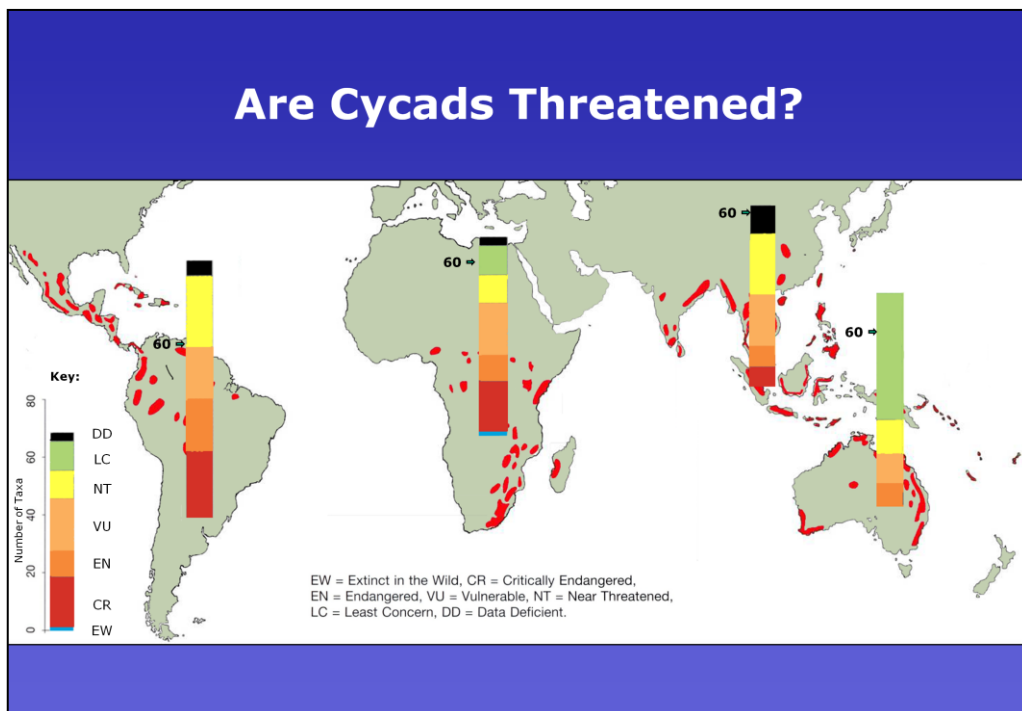 Are Cycads Threatened?
60
60
60
60
Key:
80
60
40
20
0
Number of Taxa
DD
LC
NT
VU
EN
CR
EW
EW = Extinct in the Wild, CR = Critically Endangered,
EN = Endangered, VU = Vulnerable, NT = Near Threatened,
LC = Least Concern, DD = Data Deficient.